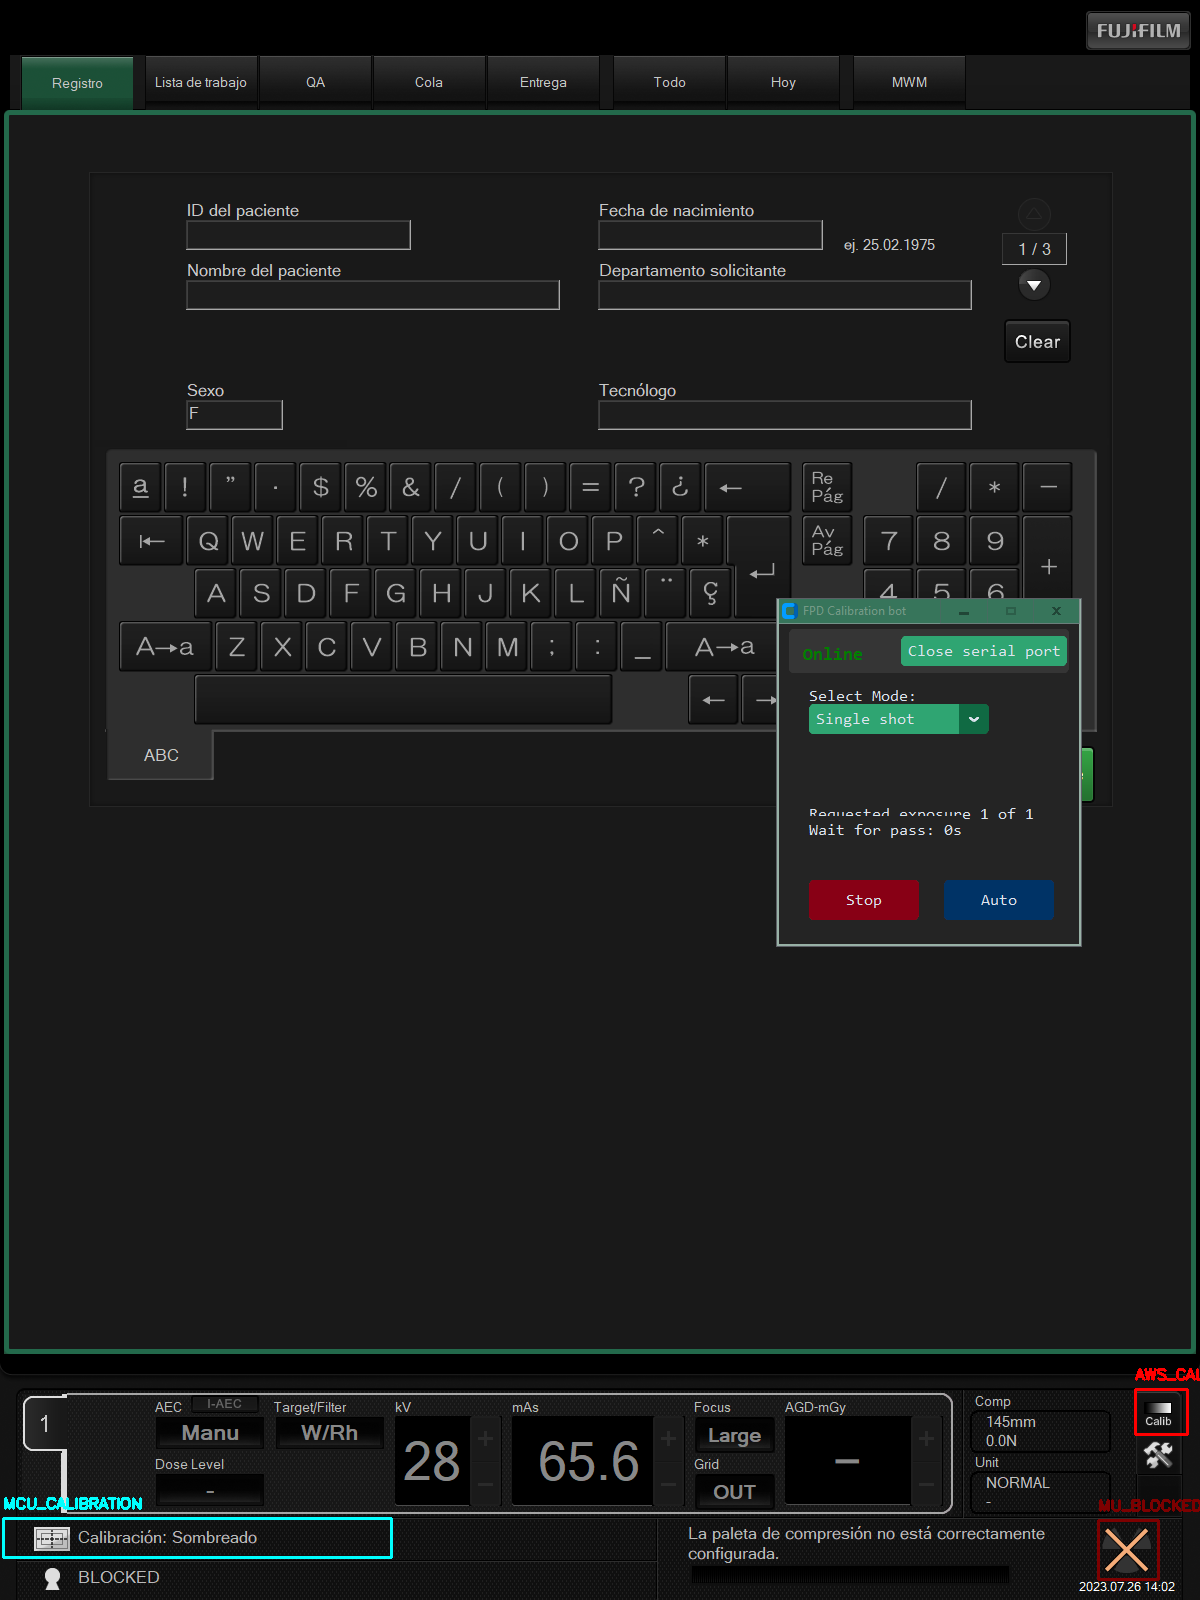 FUJIFILM
Registro
Lista de trabajo
QA
Cola
Entrega
Todo
Hoy
MWM
ID del paciente
Fecha de nacimiento
ej. 25.02.1975
1 / 3
Nombre del paciente
Departamento solicitante
Clear
Sexo
F
Tecnólogo
a ! " · $ % & / ( ) = ? ¿ ← Re Pág / * −
Q W E R T Y U I O P ^ * Av Pág 7 8 9 +
A S D F G H J K L Ñ ¨ ç 4 5 6
A→a Z X C V B N M ; : _ A→a
← →
ABC
FPD Calibration bot
Online
Close serial port
Select Mode:
Single shot
Requested exposure 1 of 1
Wait for pass: 0s
Stop
Auto
AWS_CAL
1
AEC
I-AEC
Manu
Dose Level
-
Target/Filter
W/Rh
kV
28
mAs
65.6
Focus
Large
Grid
OUT
AGD-mGy
—
Comp
145mm
0.0N
Unit
NORMAL
-
Calib
MCU_CALIBRATION
Calibración: Sombreado
BLOCKED
La paleta de compresión no está correctamente
configurada.
MU_BLOCKED
2023.07.26 14:02